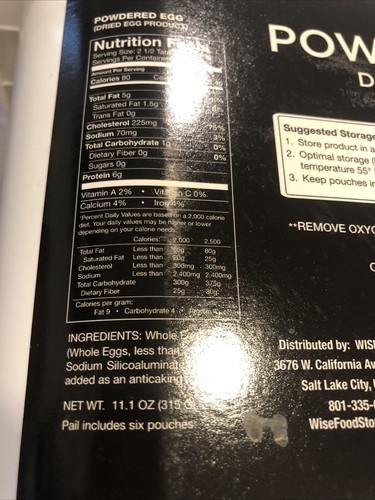 POWDERED EGG
(DRIED EGG PRODUCT)
Nutrition
Serving Size: 2 1/2
Servings Per Container
Amount Per Serving
Calories 80
Total Fat 5g
Saturated Fat 1.5g
Trans Fat 0g
Cholesterol 225mg 75%
Sodium 70mg 3%
Total Carbohydrate 0%
Dietary Fiber 0g 0%
Sugars 0g
Protein 6g
Vitamin A 2% • Vitamin C 0%
Calcium 4% • Iron 4%
*Percent Daily Values are based on a 2,000 calorie
diet. Your daily values may be higher or lower
depending on your calorie needs.
Calories: 2,000 2,500
Total Fat Less than 80g
Saturated Fat Less than 25g
Cholesterol Less than 300mg 300mg
Sodium Less than 2,400mg 2,400mg
Total Carbohydrate 300g 375g
Dietary Fiber 25g 30g
Calories per gram:
Fat 9 • Carbohydrate 4 •
INGREDIENTS: Whole
(Whole Eggs, less than
Sodium Silicoaluminate
added as an anticaking
NET WT. 11.1 OZ (315
Pail includes six pouches
POW
D
Suggested Storage
1. Store product in a
2. Optimal storage
temperature 55°
3. Keep pouches in
**REMOVE OXYG
Distributed by: WIS
3676 W. California Av
Salt Lake City,
801-335-
WiseFoodSto